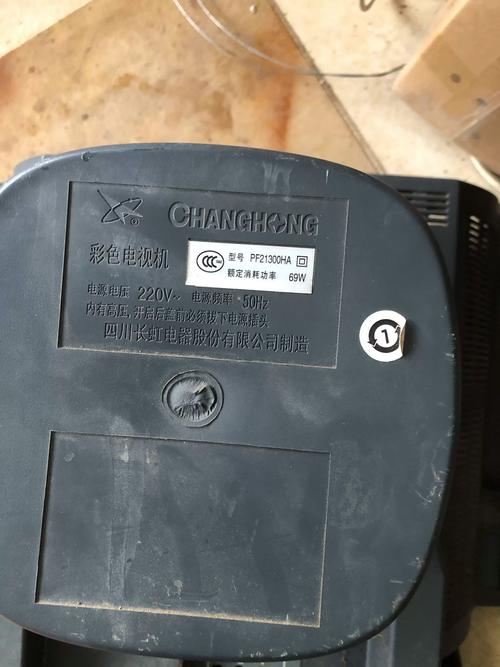 CHANGHONG
彩色电视机
型号 PF21300HA
额定消耗功率 69W
电源电压 220V~ 电源频率 50Hz
内有高压,开启后盖前必须拔下电源插头
四川长虹电器股份有限公司制造
1